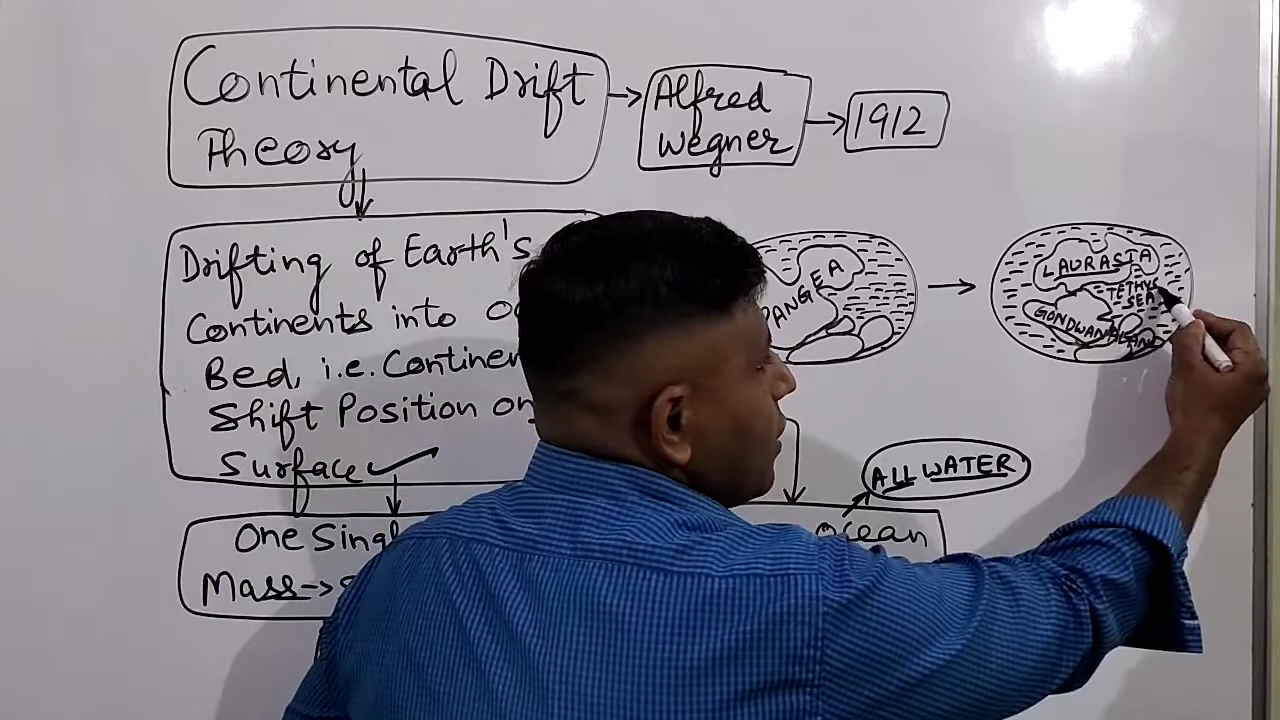 Continental Drift
Theory
Alfred
Wegner
1912
Drifting of Earth's
Continents into
Bed, i.e. Continen
Shift Position on
Surface
PANGEA
LAURASIA
TETHYS
SEA
GONDWANALAN
ALL WATER
One Singl
Mass
ocean